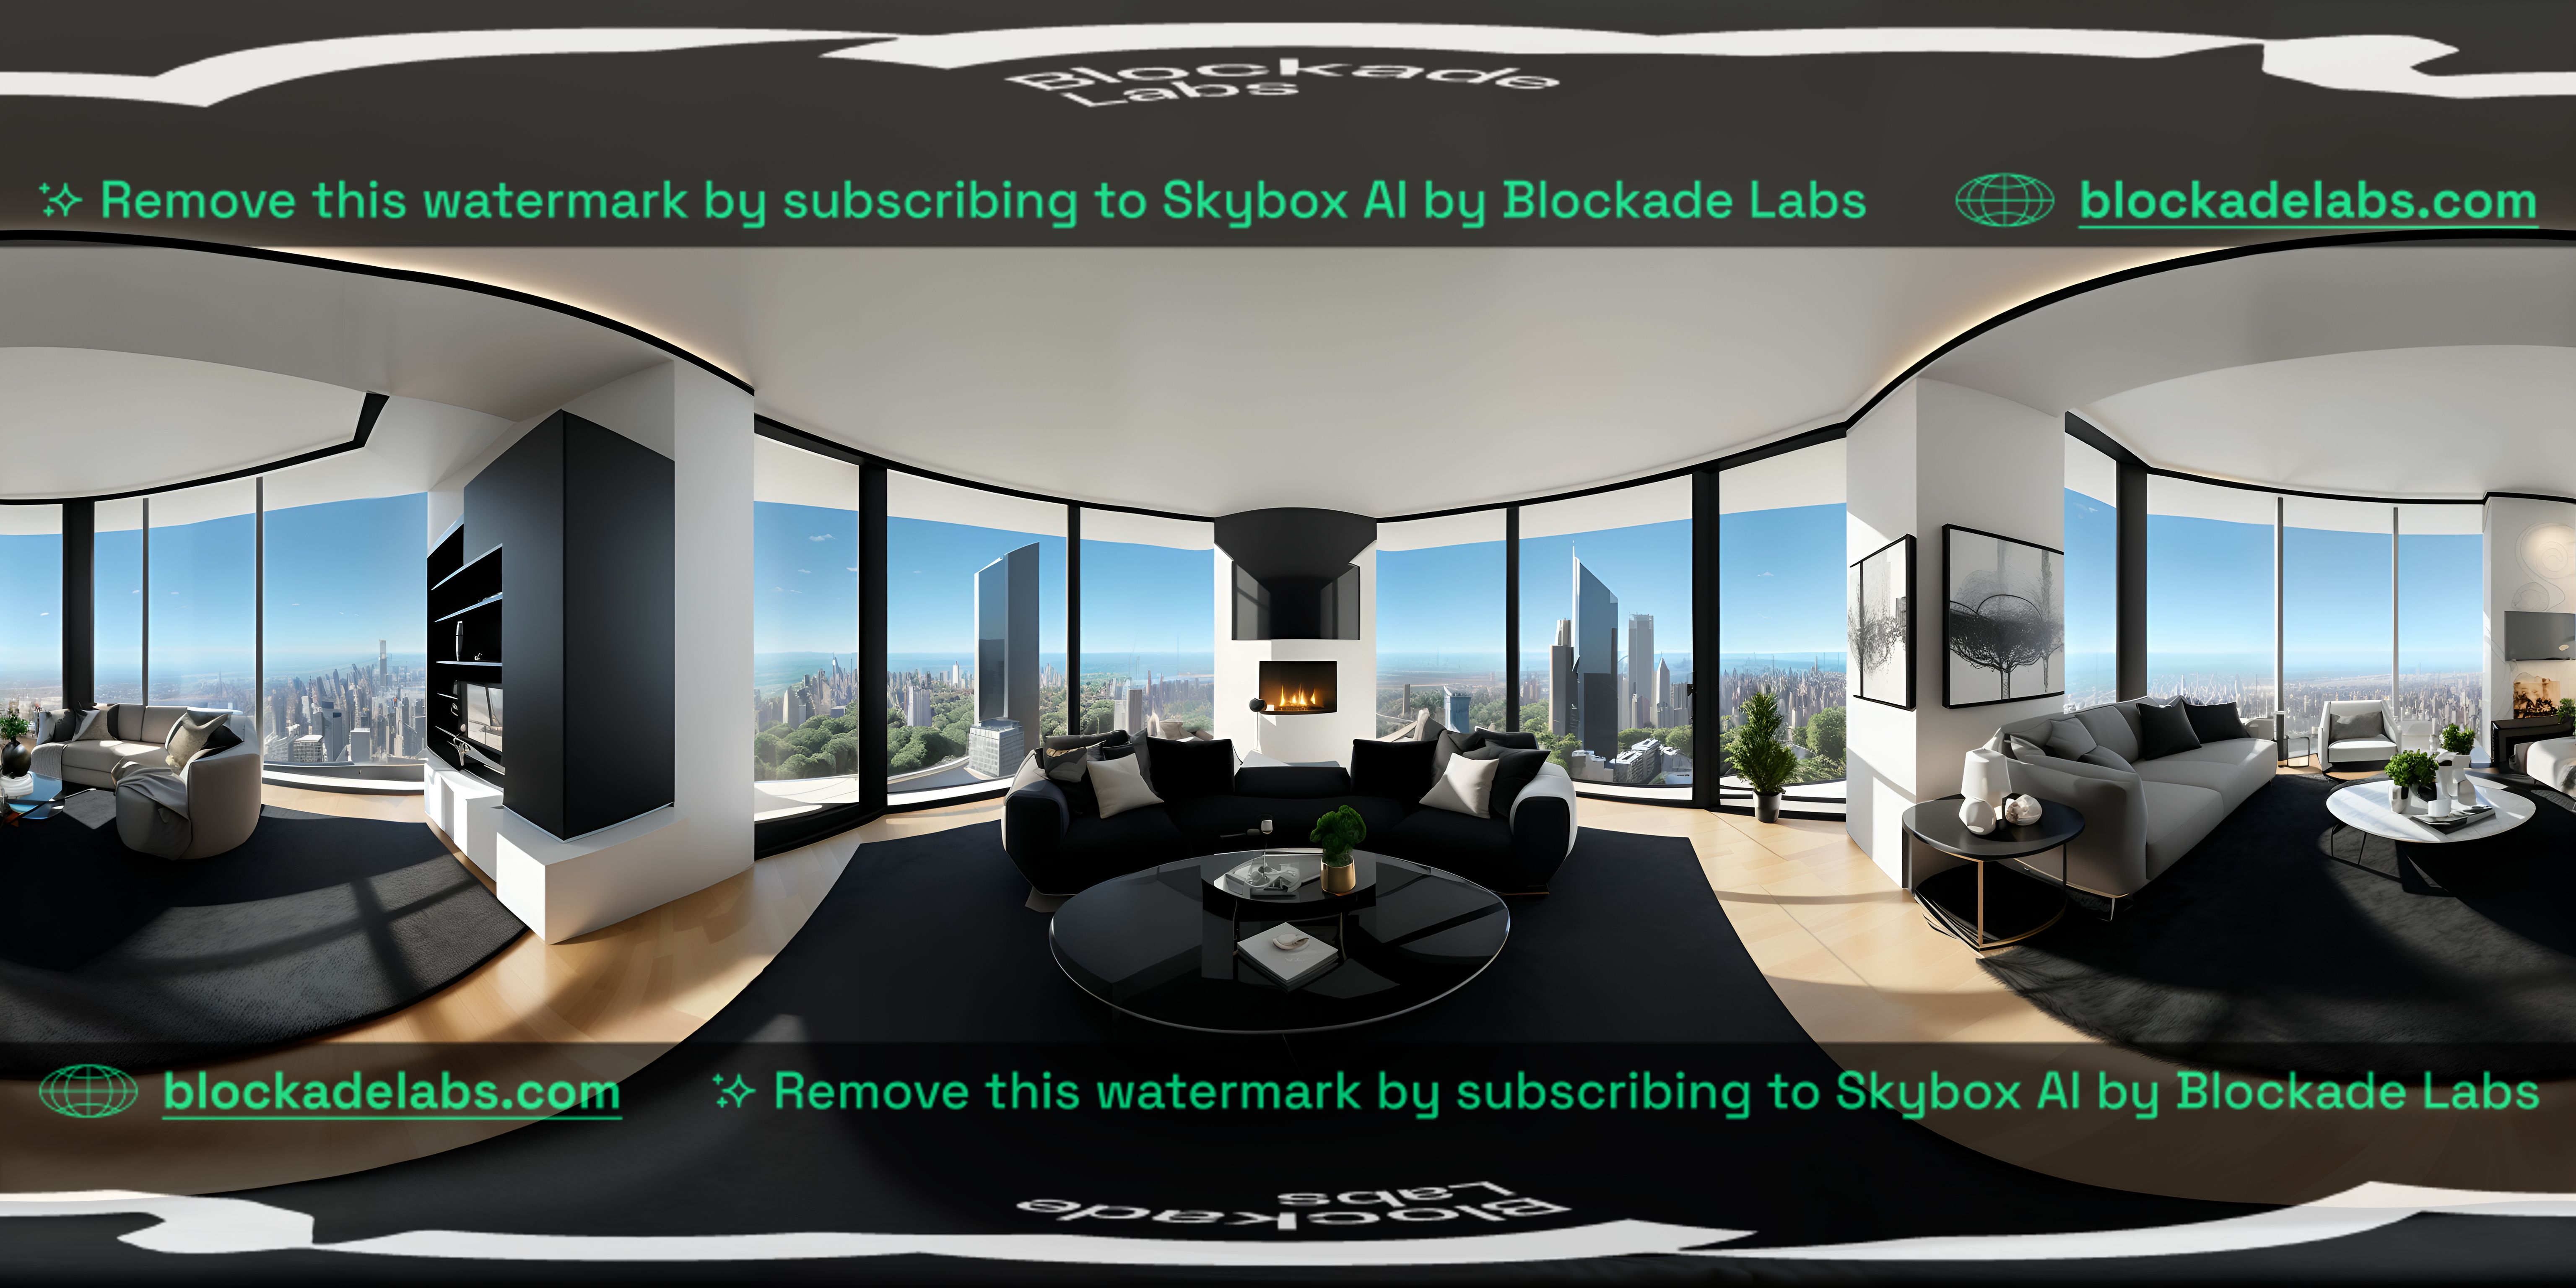 Blockade
Labs
Remove this watermark by subscribing to Skybox AI by Blockade Labs
blockadelabs.com
blockadelabs.com
Remove this watermark by subscribing to Skybox AI by Blockade Labs
Labs
Blockade